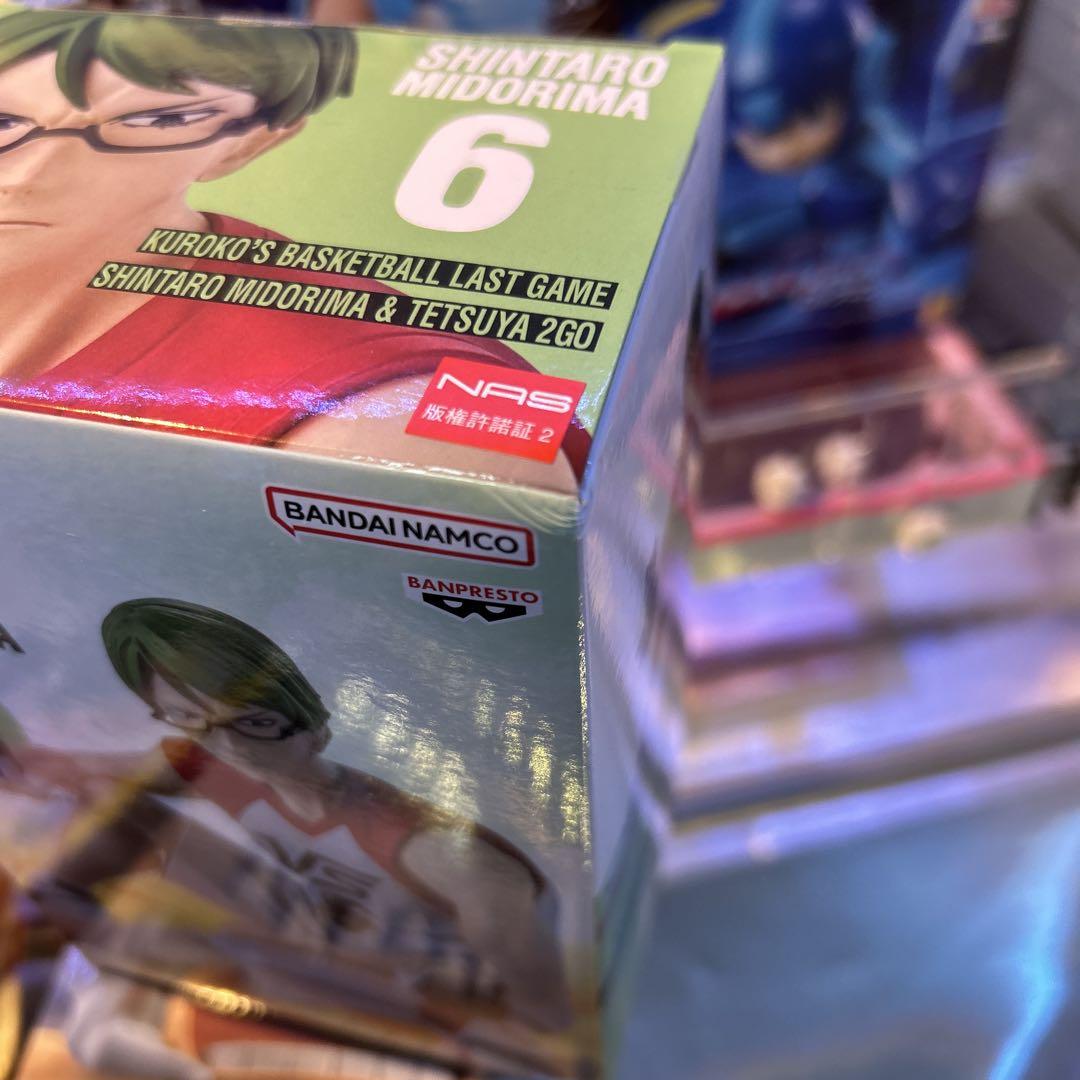 SHINTARO
MIDORIMA
6
KUROKO'S BASKETBALL LAST GAME
SHINTARO MIDORIMA & TETSUYA 2GO
NAS
版権許諾証 2
BANDAI NAMCO
BANPRESTO